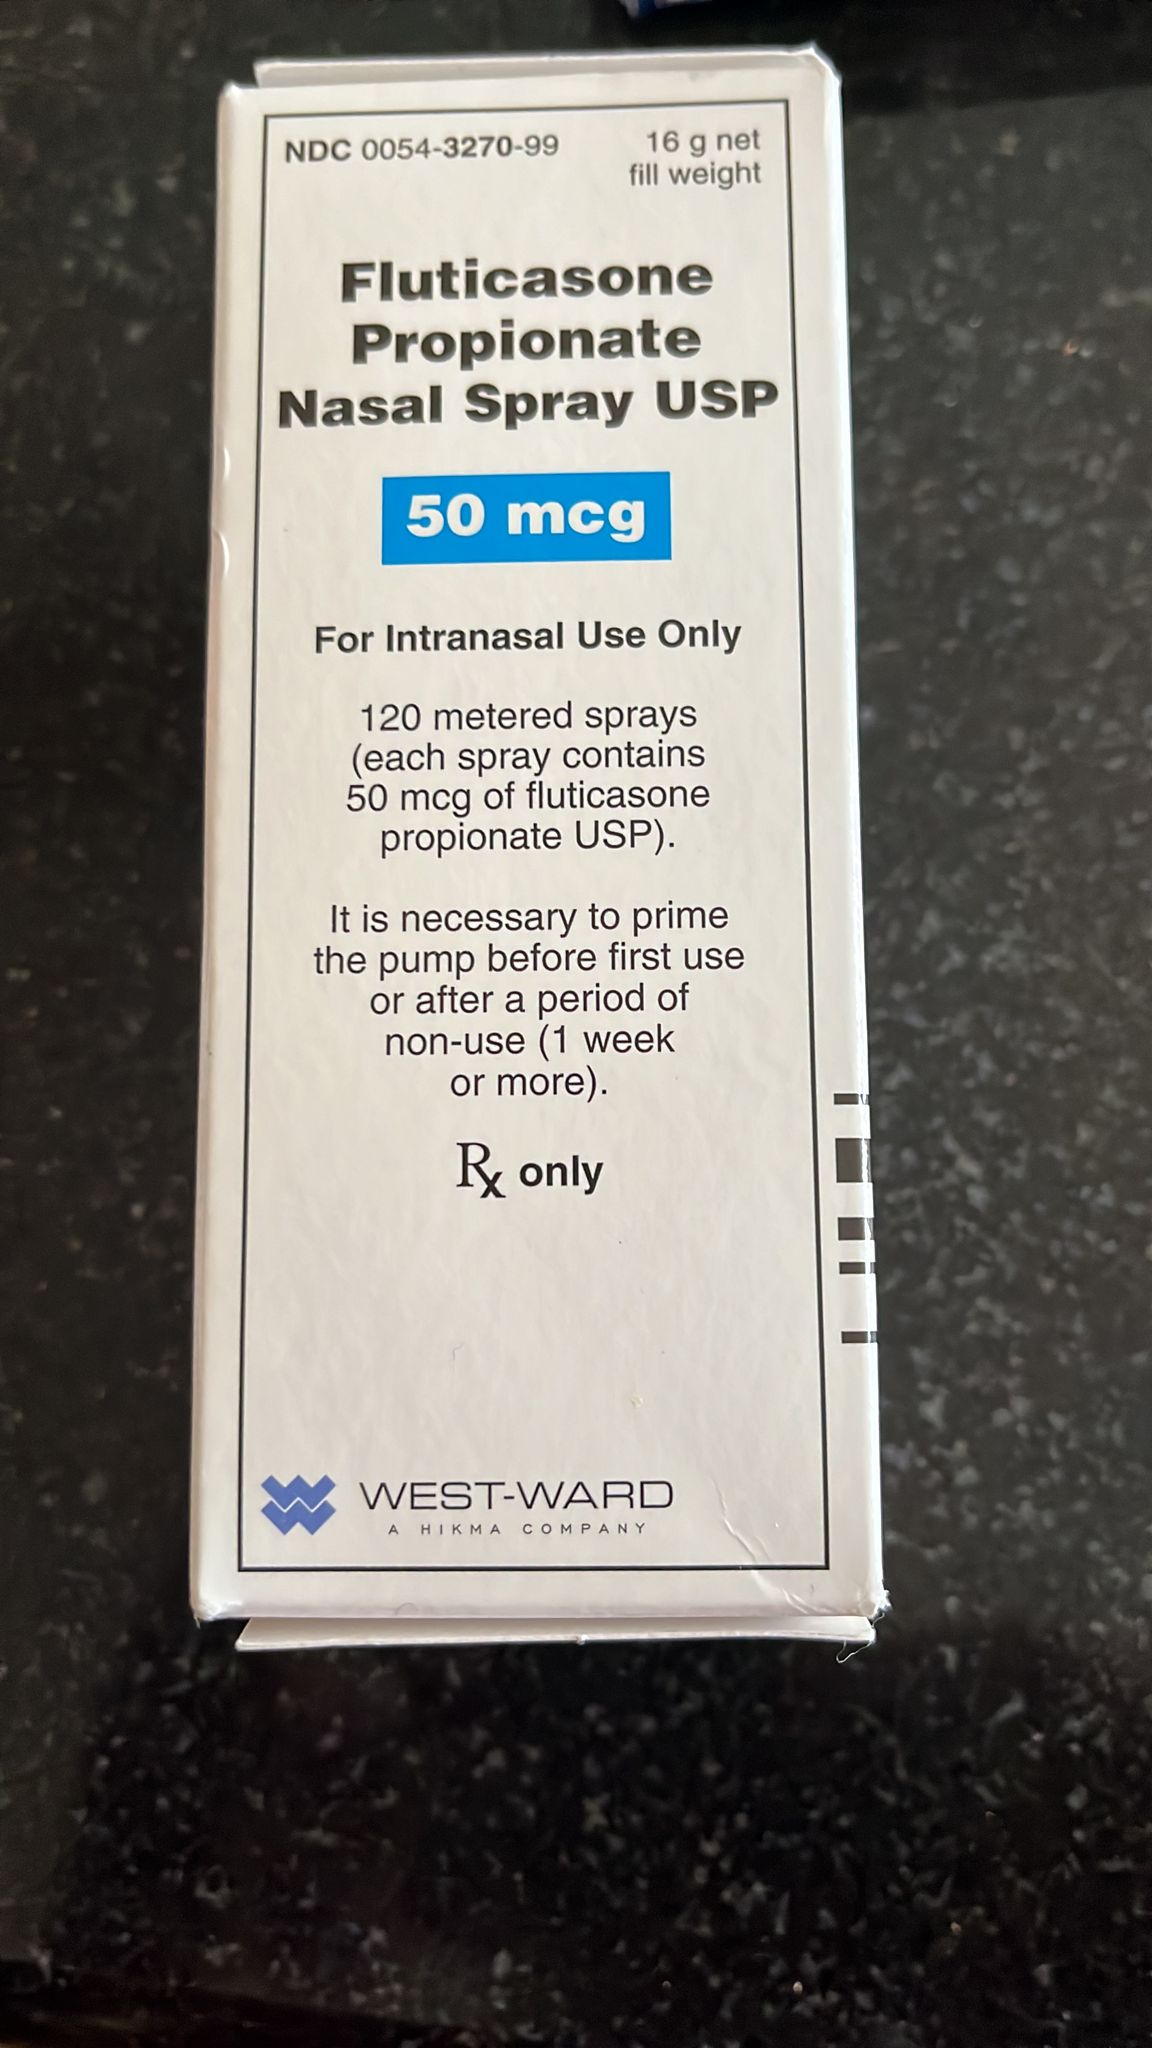 NDC 0054-3270-99
16 g net
fill weight
Fluticasone
Propionate
Nasal Spray USP
50 mcg
For Intranasal Use Only
120 metered sprays
(each spray contains
50 mcg of fluticasone
propionate USP).
It is necessary to prime
the pump before first use
or after a period of
non-use (1 week
or more).
Rx only
WEST-WARD
A HIKMA COMPANY